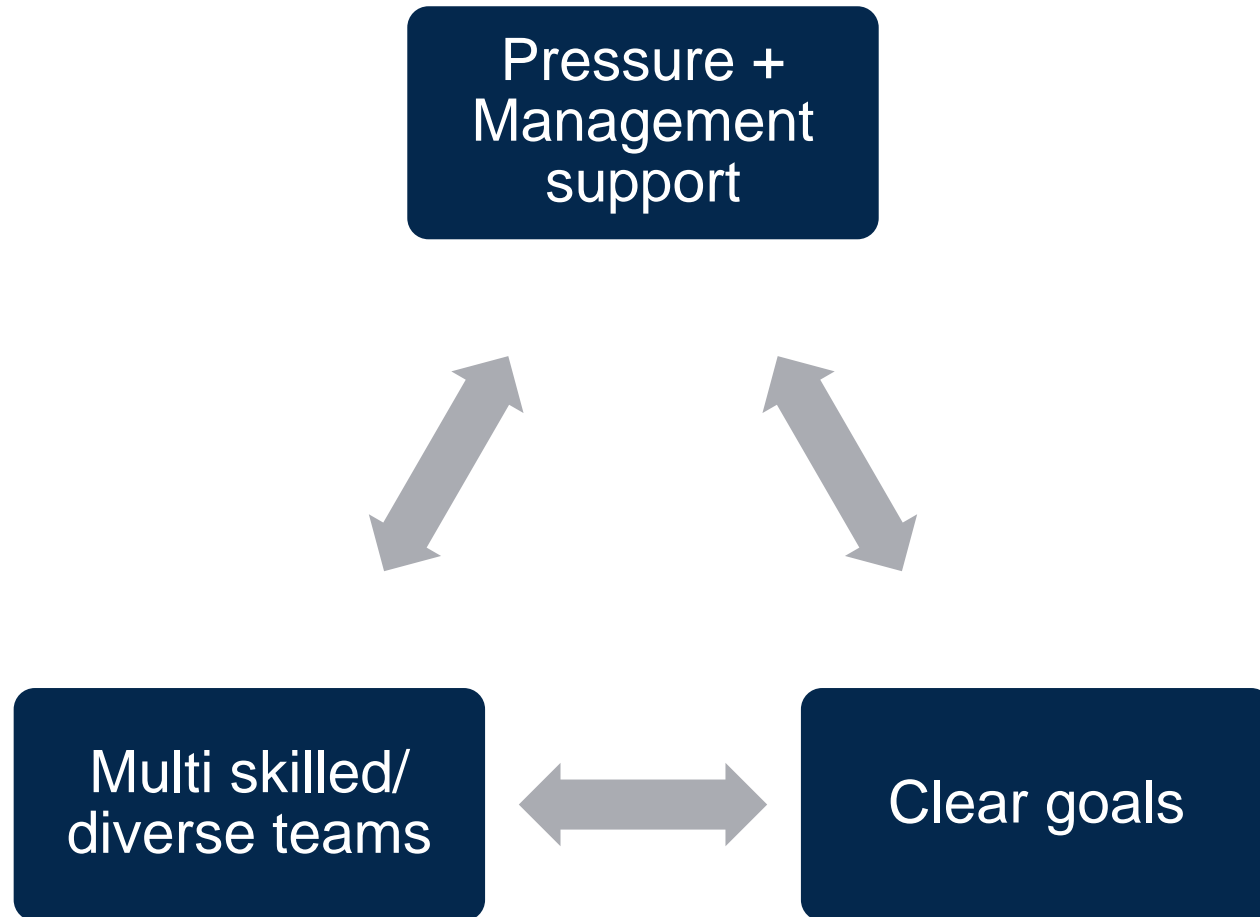 Pressure +
Management
support
Multi skilled/
diverse teams
Clear goals